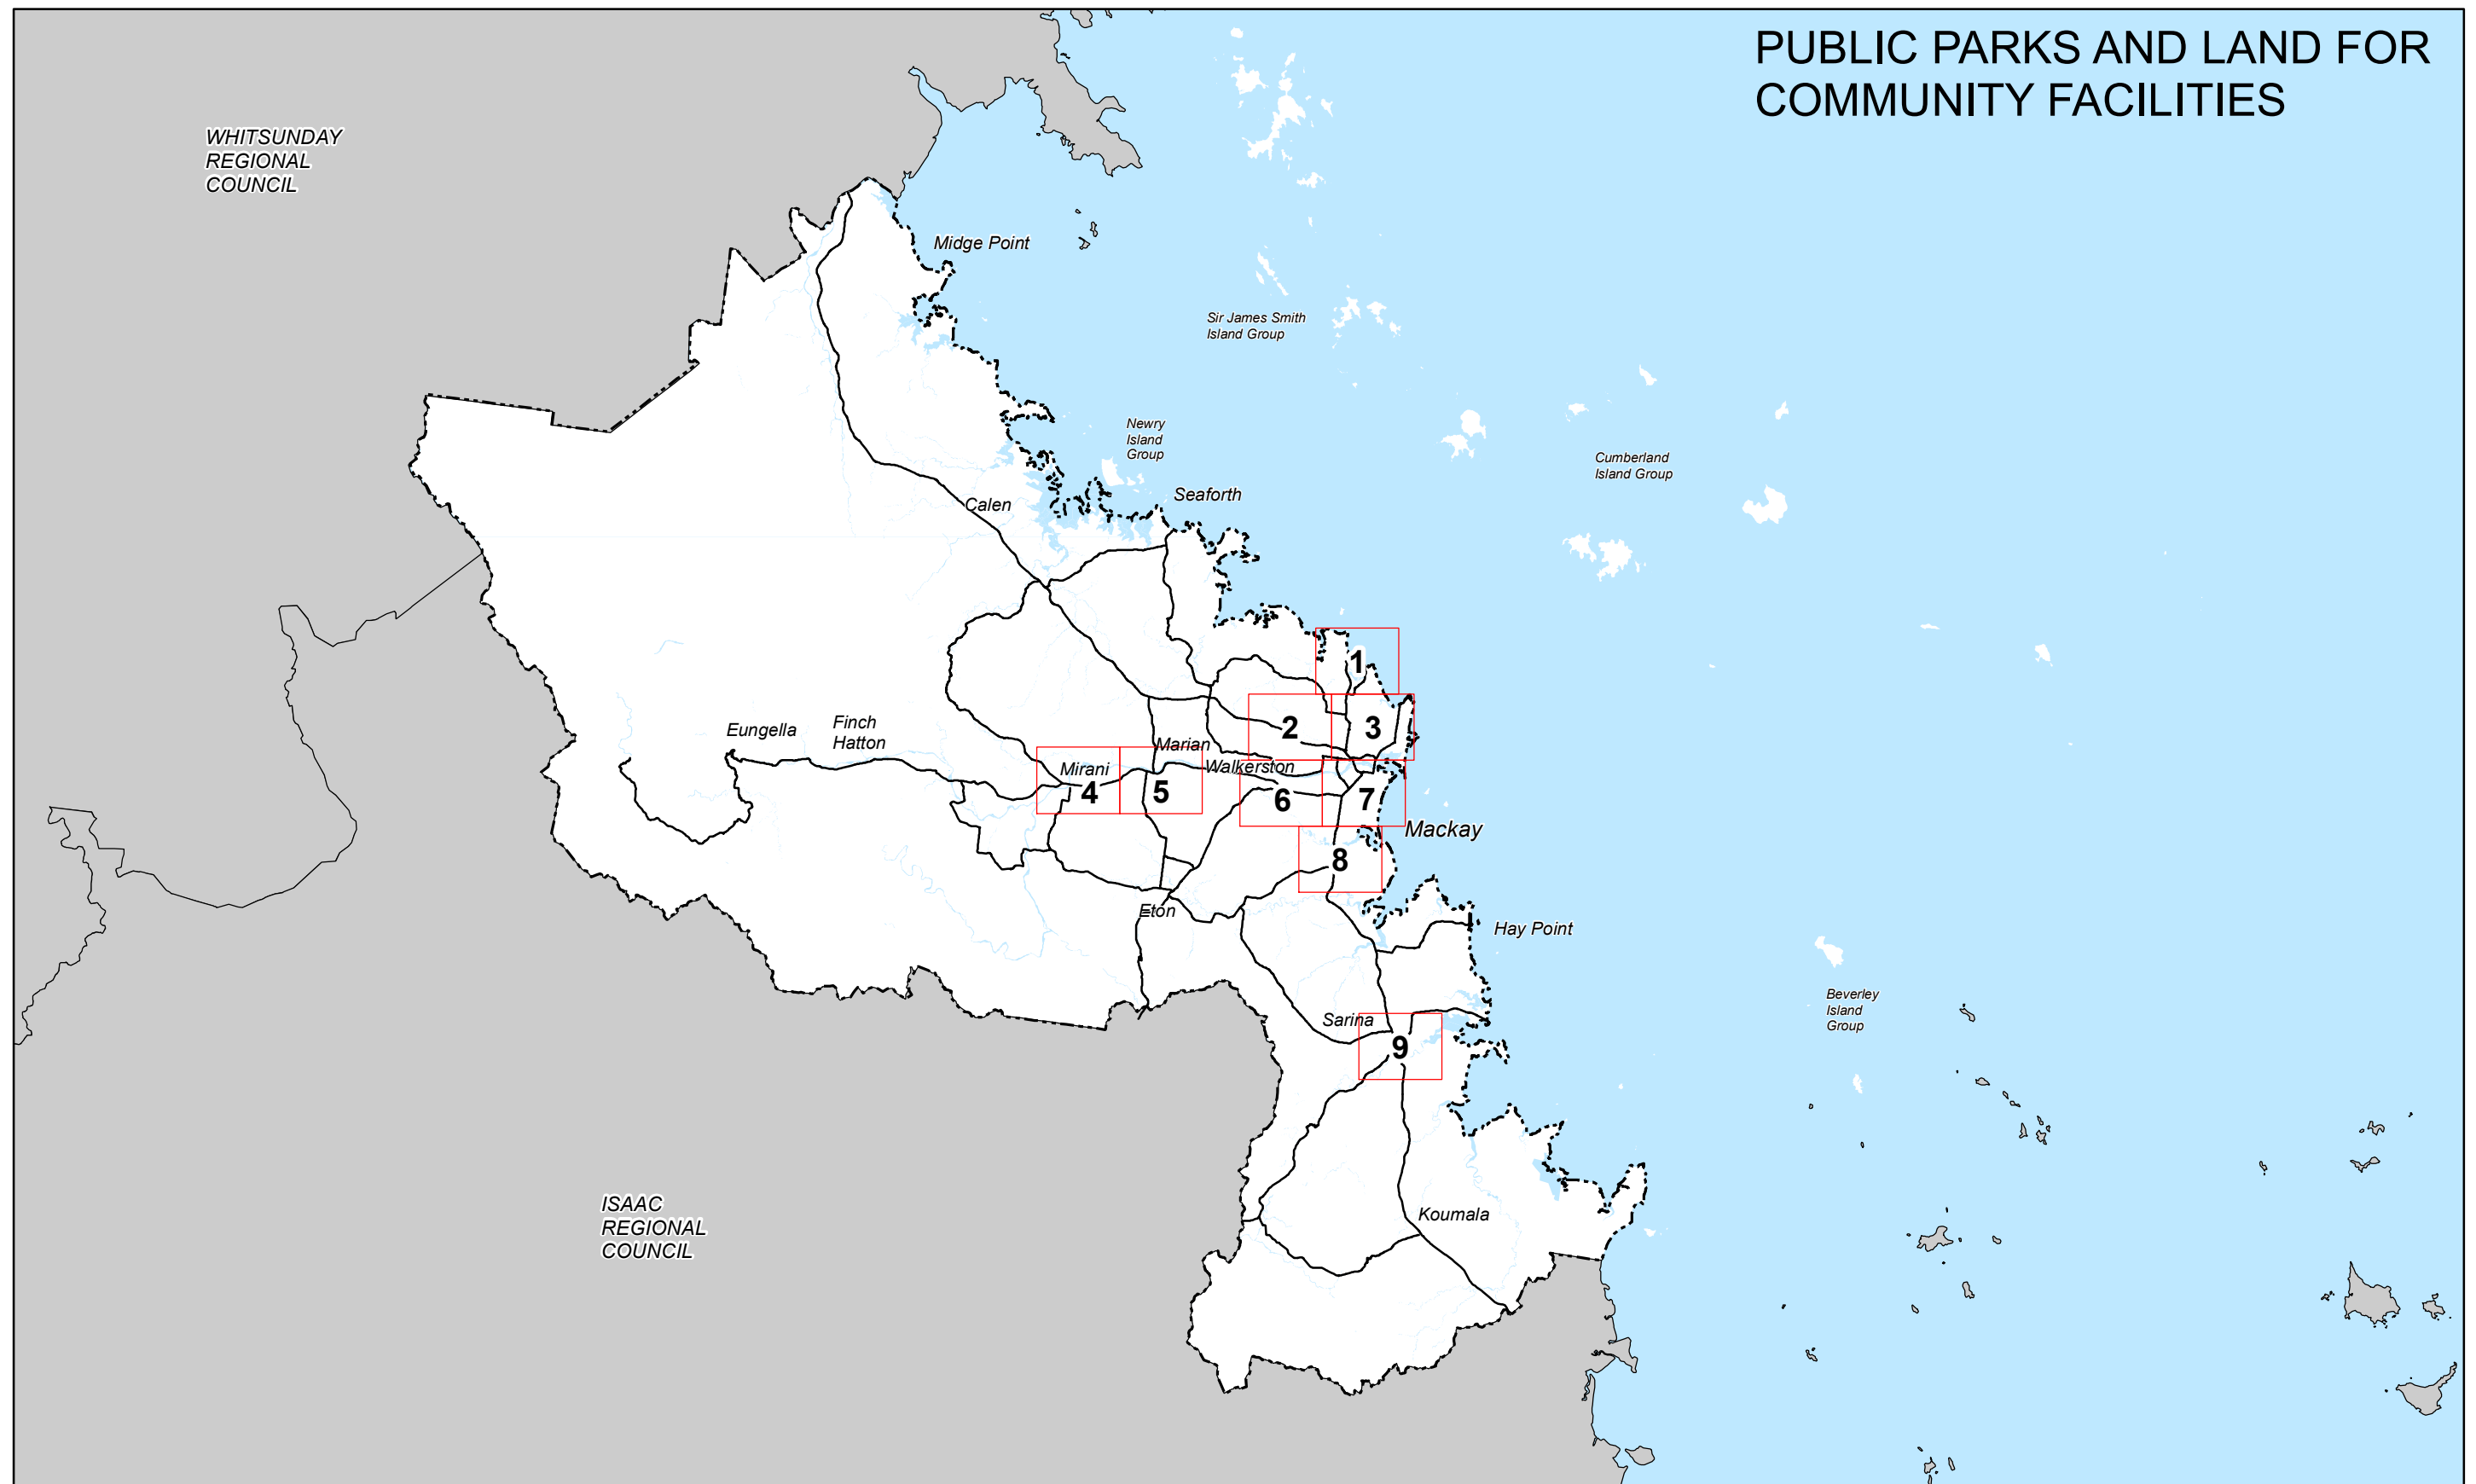 PUBLIC PARKS AND LAND FOR
COMMUNITY FACILITIES
WHITSUNDAY
REGIONAL
COUNCIL
Midge Point
Sir James Smith
Island Group
Newry
Island
Group
Cumberland
Island Group
Seaforth
Calen
1
2
3
Eungella
Finch
Hatton
Marian
Mirani
Walkerston
4
5
6
7
Mackay
8
Eton
Hay Point
Beverley
Island
Group
Sarina
9
ISAAC
REGIONAL
COUNCIL
Koumala